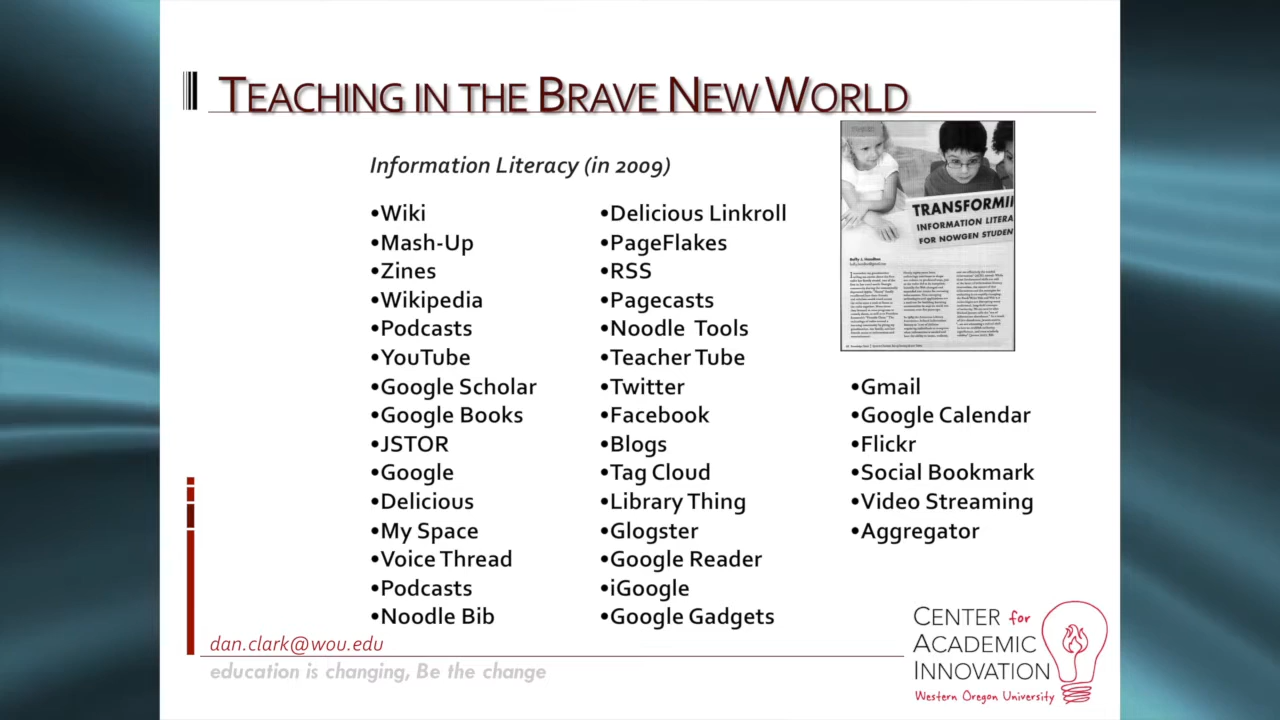 TEACHING IN THE BRAVE NEW WORLD
Information Literacy (in 2009)
•Wiki
•Mash-Up
•Zines
•Wikipedia
•Podcasts
•YouTube
•Google Scholar
•Google Books
•JSTOR
•Google
•Delicious
•My Space
•Voice Thread
•Podcasts
•Noodle Bib
•Delicious Linkroll
•PageFlakes
•RSS
•Pagecasts
•Noodle Tools
•Teacher Tube
•Twitter
•Facebook
•Blogs
•Tag Cloud
•Library Thing
•Glogster
•Google Reader
•iGoogle
•Google Gadgets
TRANSFORMI
INFORMATION LITERA
FOR NOWGEN STUDEN
•Gmail
•Google Calendar
•Flickr
•Social Bookmark
•Video Streaming
•Aggregator
dan.clark@wou.edu
education is changing, Be the change
CENTER for
ACADEMIC
INNOVATION
Western Oregon University